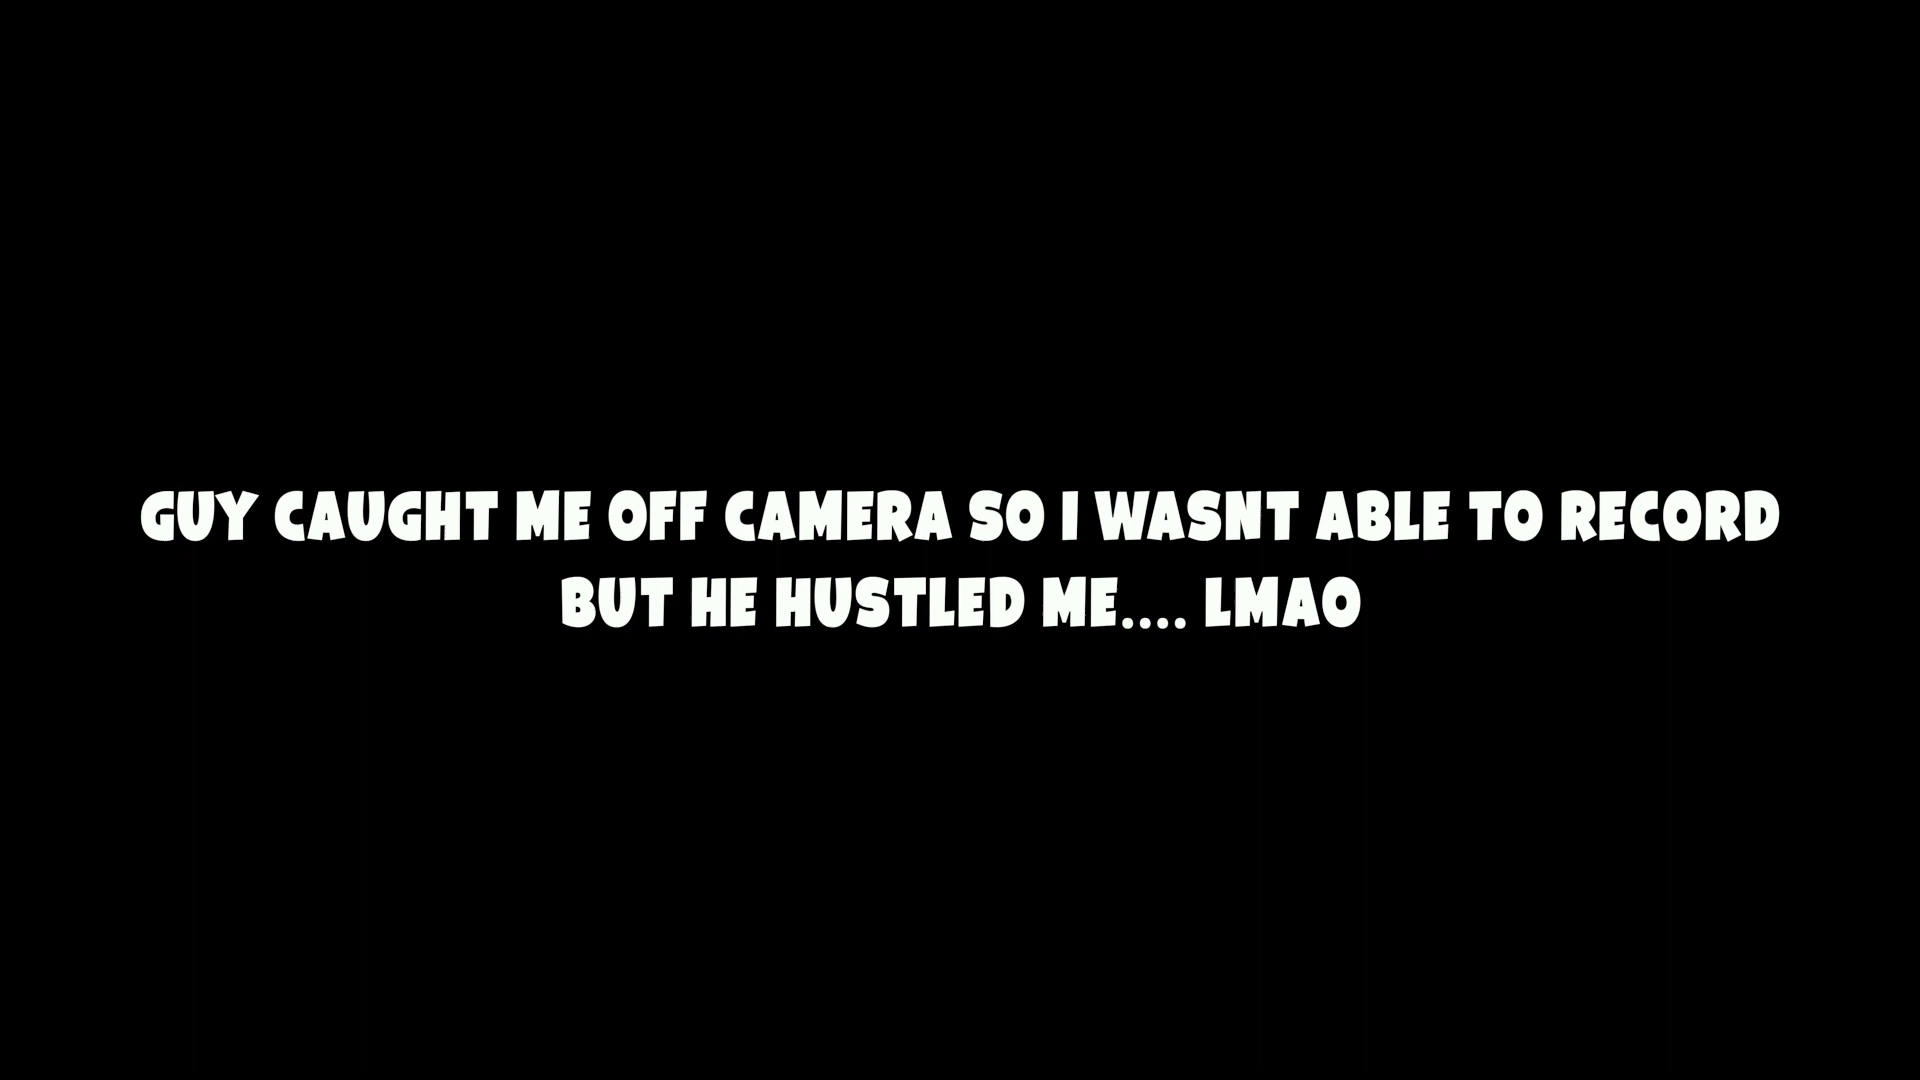 GUY CAUGHT ME OFF CAMERA SO I WASNT ABLE TO RECORD
BUT HE HUSTLED ME.... LMAO